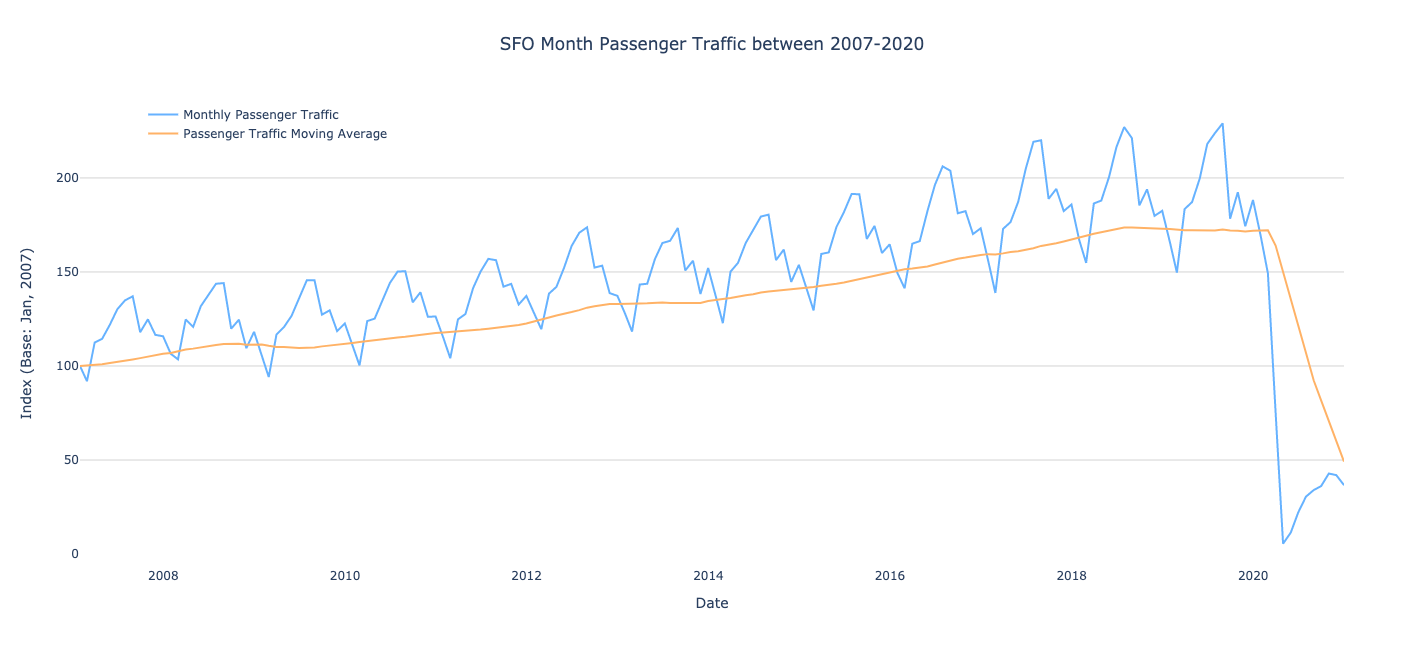 SFO Month Passenger Traffic between 2007-2020
Monthly Passenger Traffic
Passenger Traffic Moving Average
Index (Base: Jan, 2007)
200
150
100
50
0
2008 2010 2012 2014 2016 2018 2020
Date